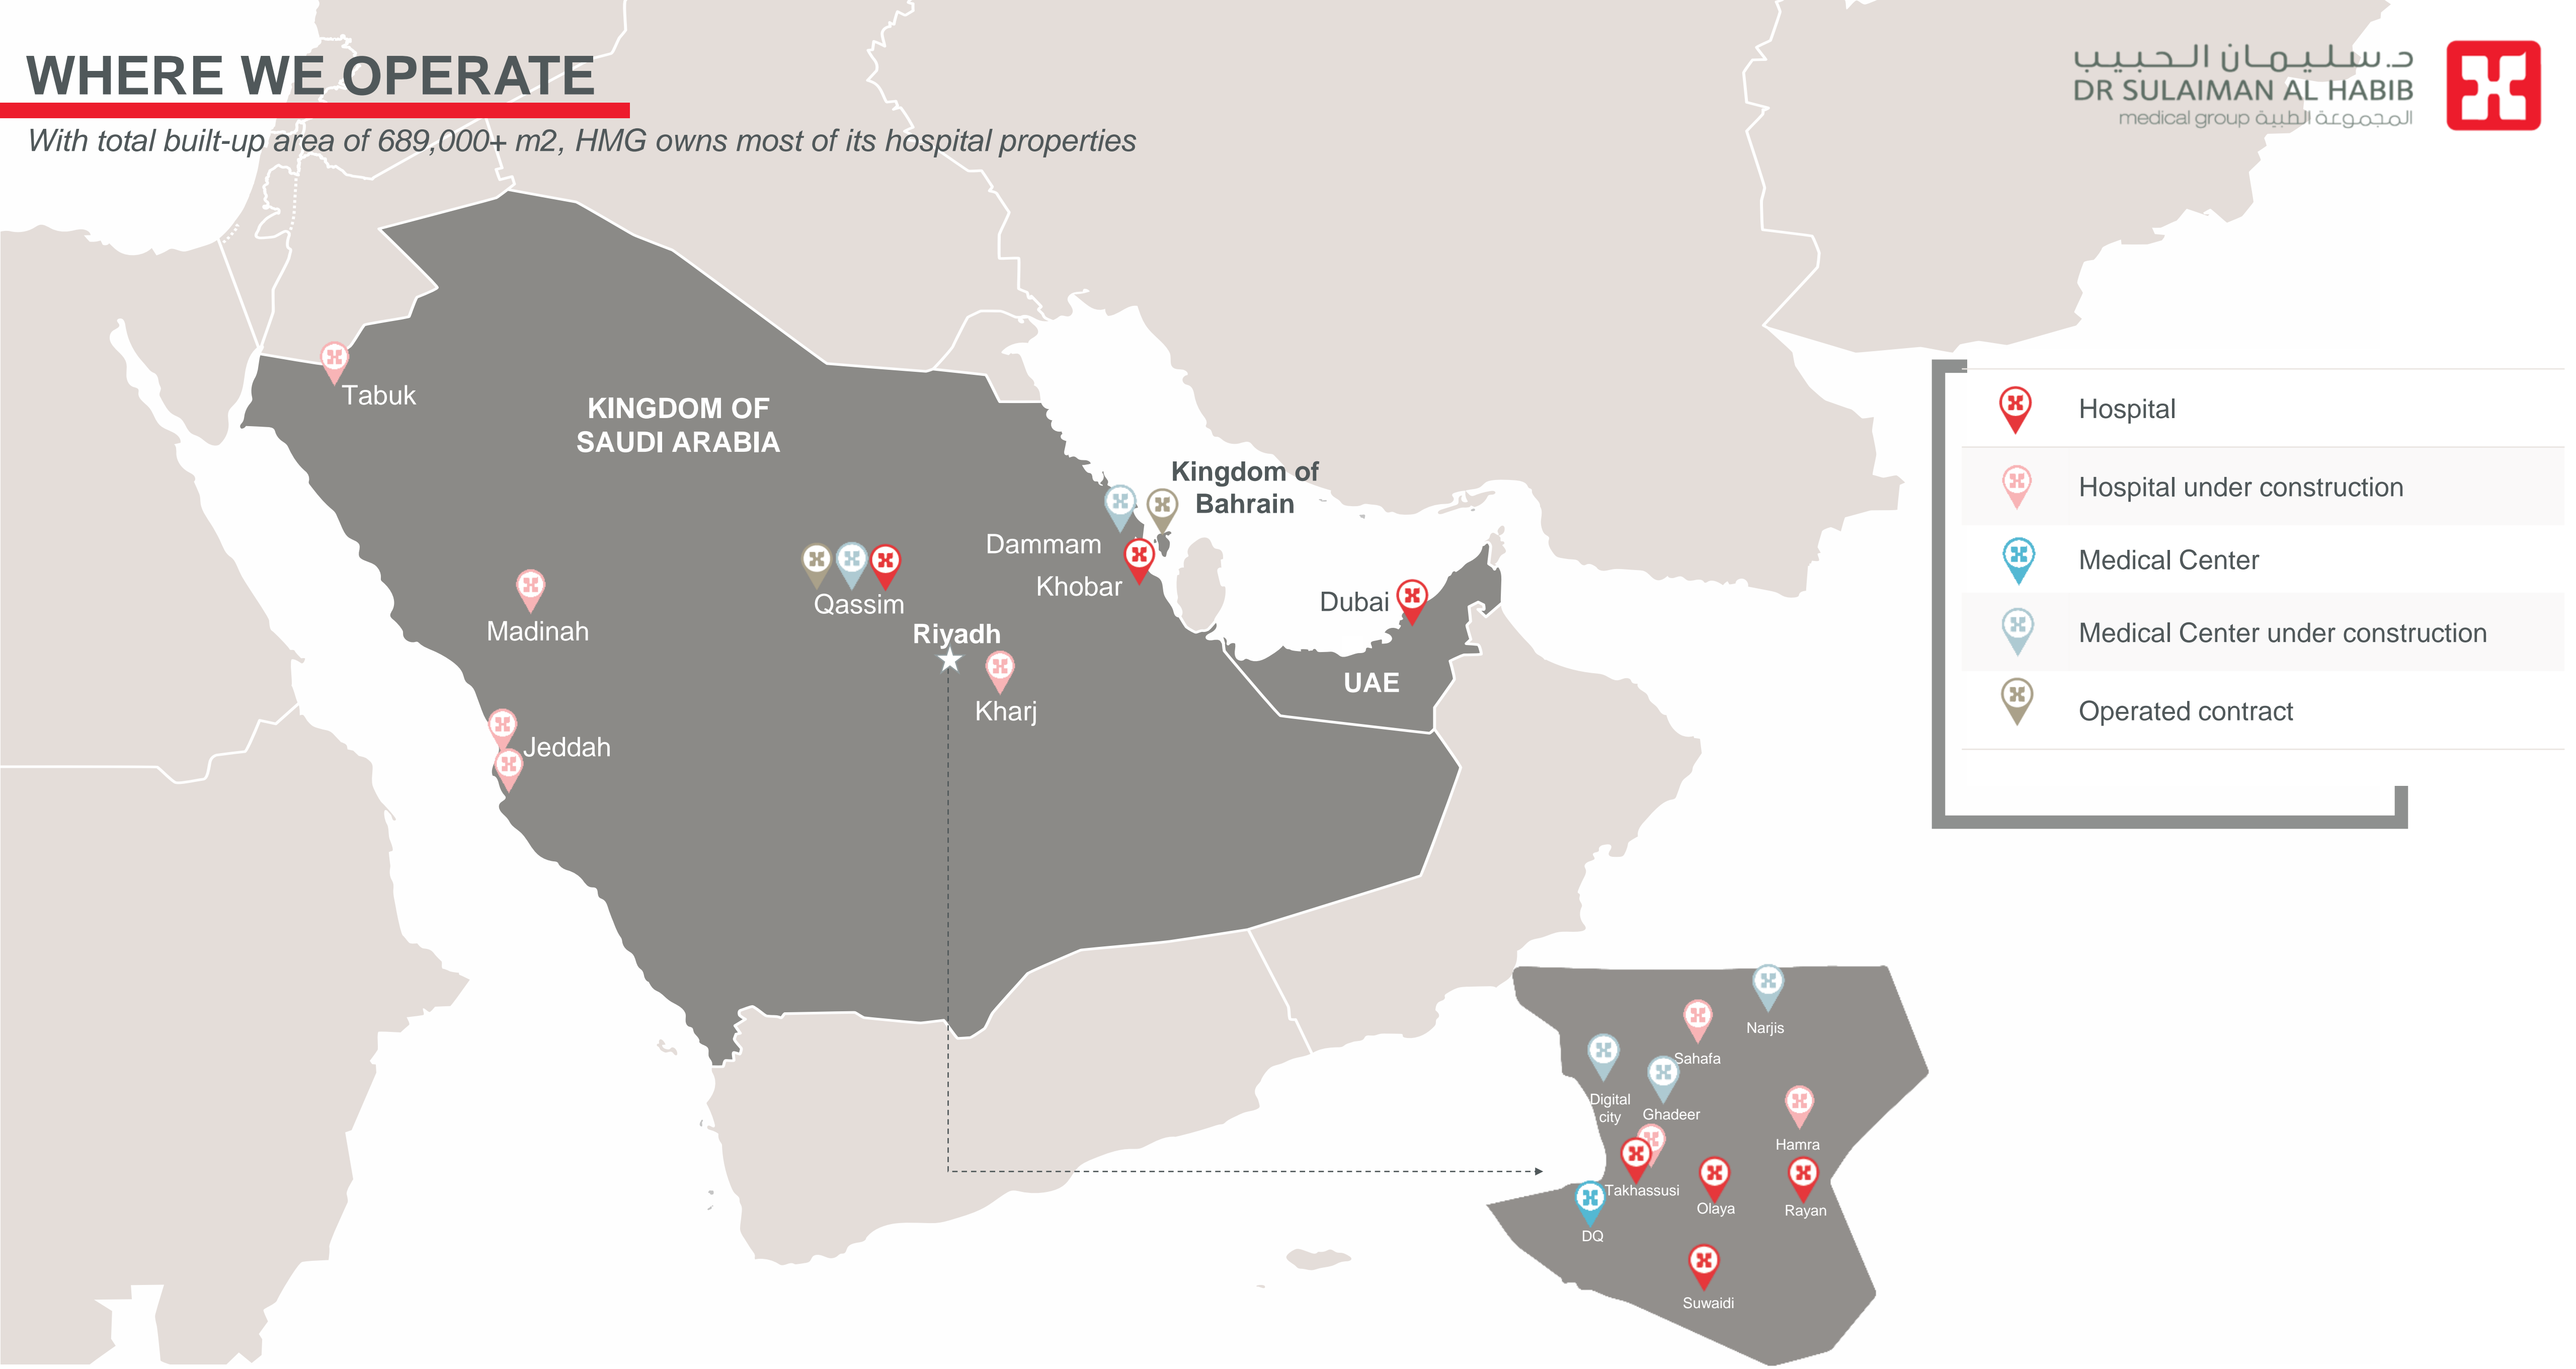 WHERE WE OPERATE
With total built-up area of 689,000+ m2, HMG owns most of its hospital properties
د.سليمان الحبيب
DR SULAIMAN AL HABIB
medical group المجموعة الطبية
Tabuk
KINGDOM OF
SAUDI ARABIA
Kingdom of
Bahrain
Dammam
Khobar
Qassim
Dubai
Madinah
Riyadh
Kharj
UAE
Jeddah
Hospital
Hospital under construction
Medical Center
Medical Center under construction
Operated contract
Narjis
Sahafa
Digital
city
Ghadeer
Hamra
Takhassusi
Olaya
Rayan
DQ
Suwaidi